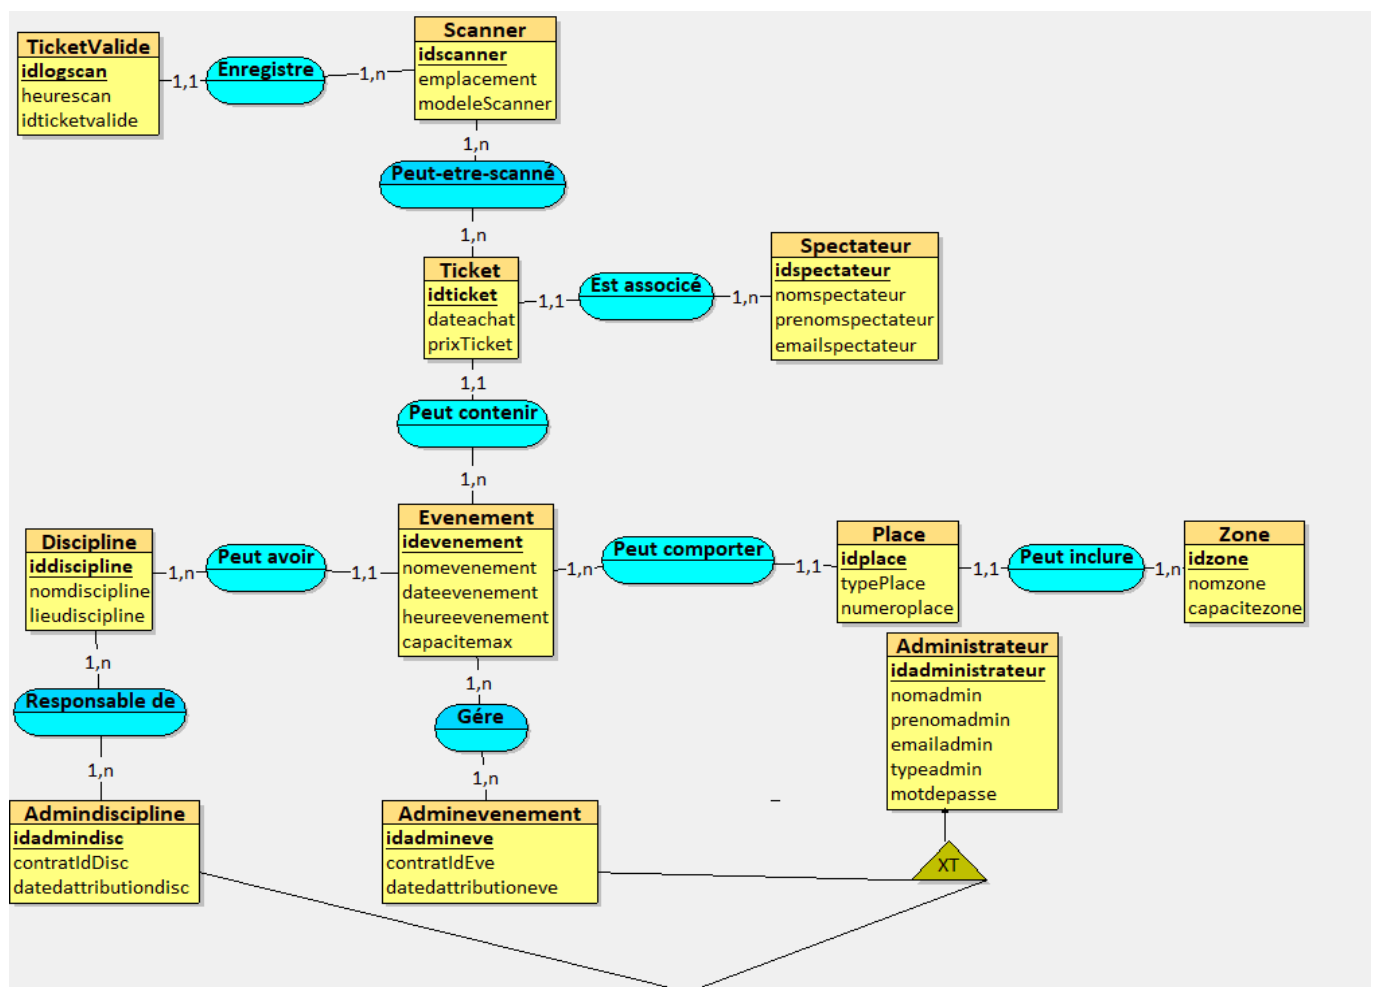 Scanner
idscanner
emplacement
modeleScanner
TicketValide
idlogscan
heurescan
idticketvalide
1,1
Enregistre
1,n
1,n
Peut-etre-scanné
1,n
Ticket
idticket
dateachat
prixTicket
1,1
Est associcé
1,n
Spectateur
idspectateur
nomspectateur
prenomspectateur
emailspectateur
1,1
Peut contenir
1,n
Discipline
iddiscipline
nomdiscipline
lieudiscipline
1,n
Peut avoir
1,1
Evenement
idevenement
nomevenement
dateevenement
heureevenement
capacitemax
1,n
Peut comporter
1,1
Place
idplace
typePlace
numeroplace
1,1
Peut inclure
1,n
Zone
idzone
nomzone
capacitezone
1,n
Responsable de
1,n
1,n
Gére
1,n
Administrateur
idadministrateur
nomadmin
prenomadmin
emailadmin
typeadmin
motdepasse
Admindiscipline
idadmindisc
contratIdDisc
datedattributiondisc
Adminevenement
idadmineve
contratIdEve
datedattributioneve
XT